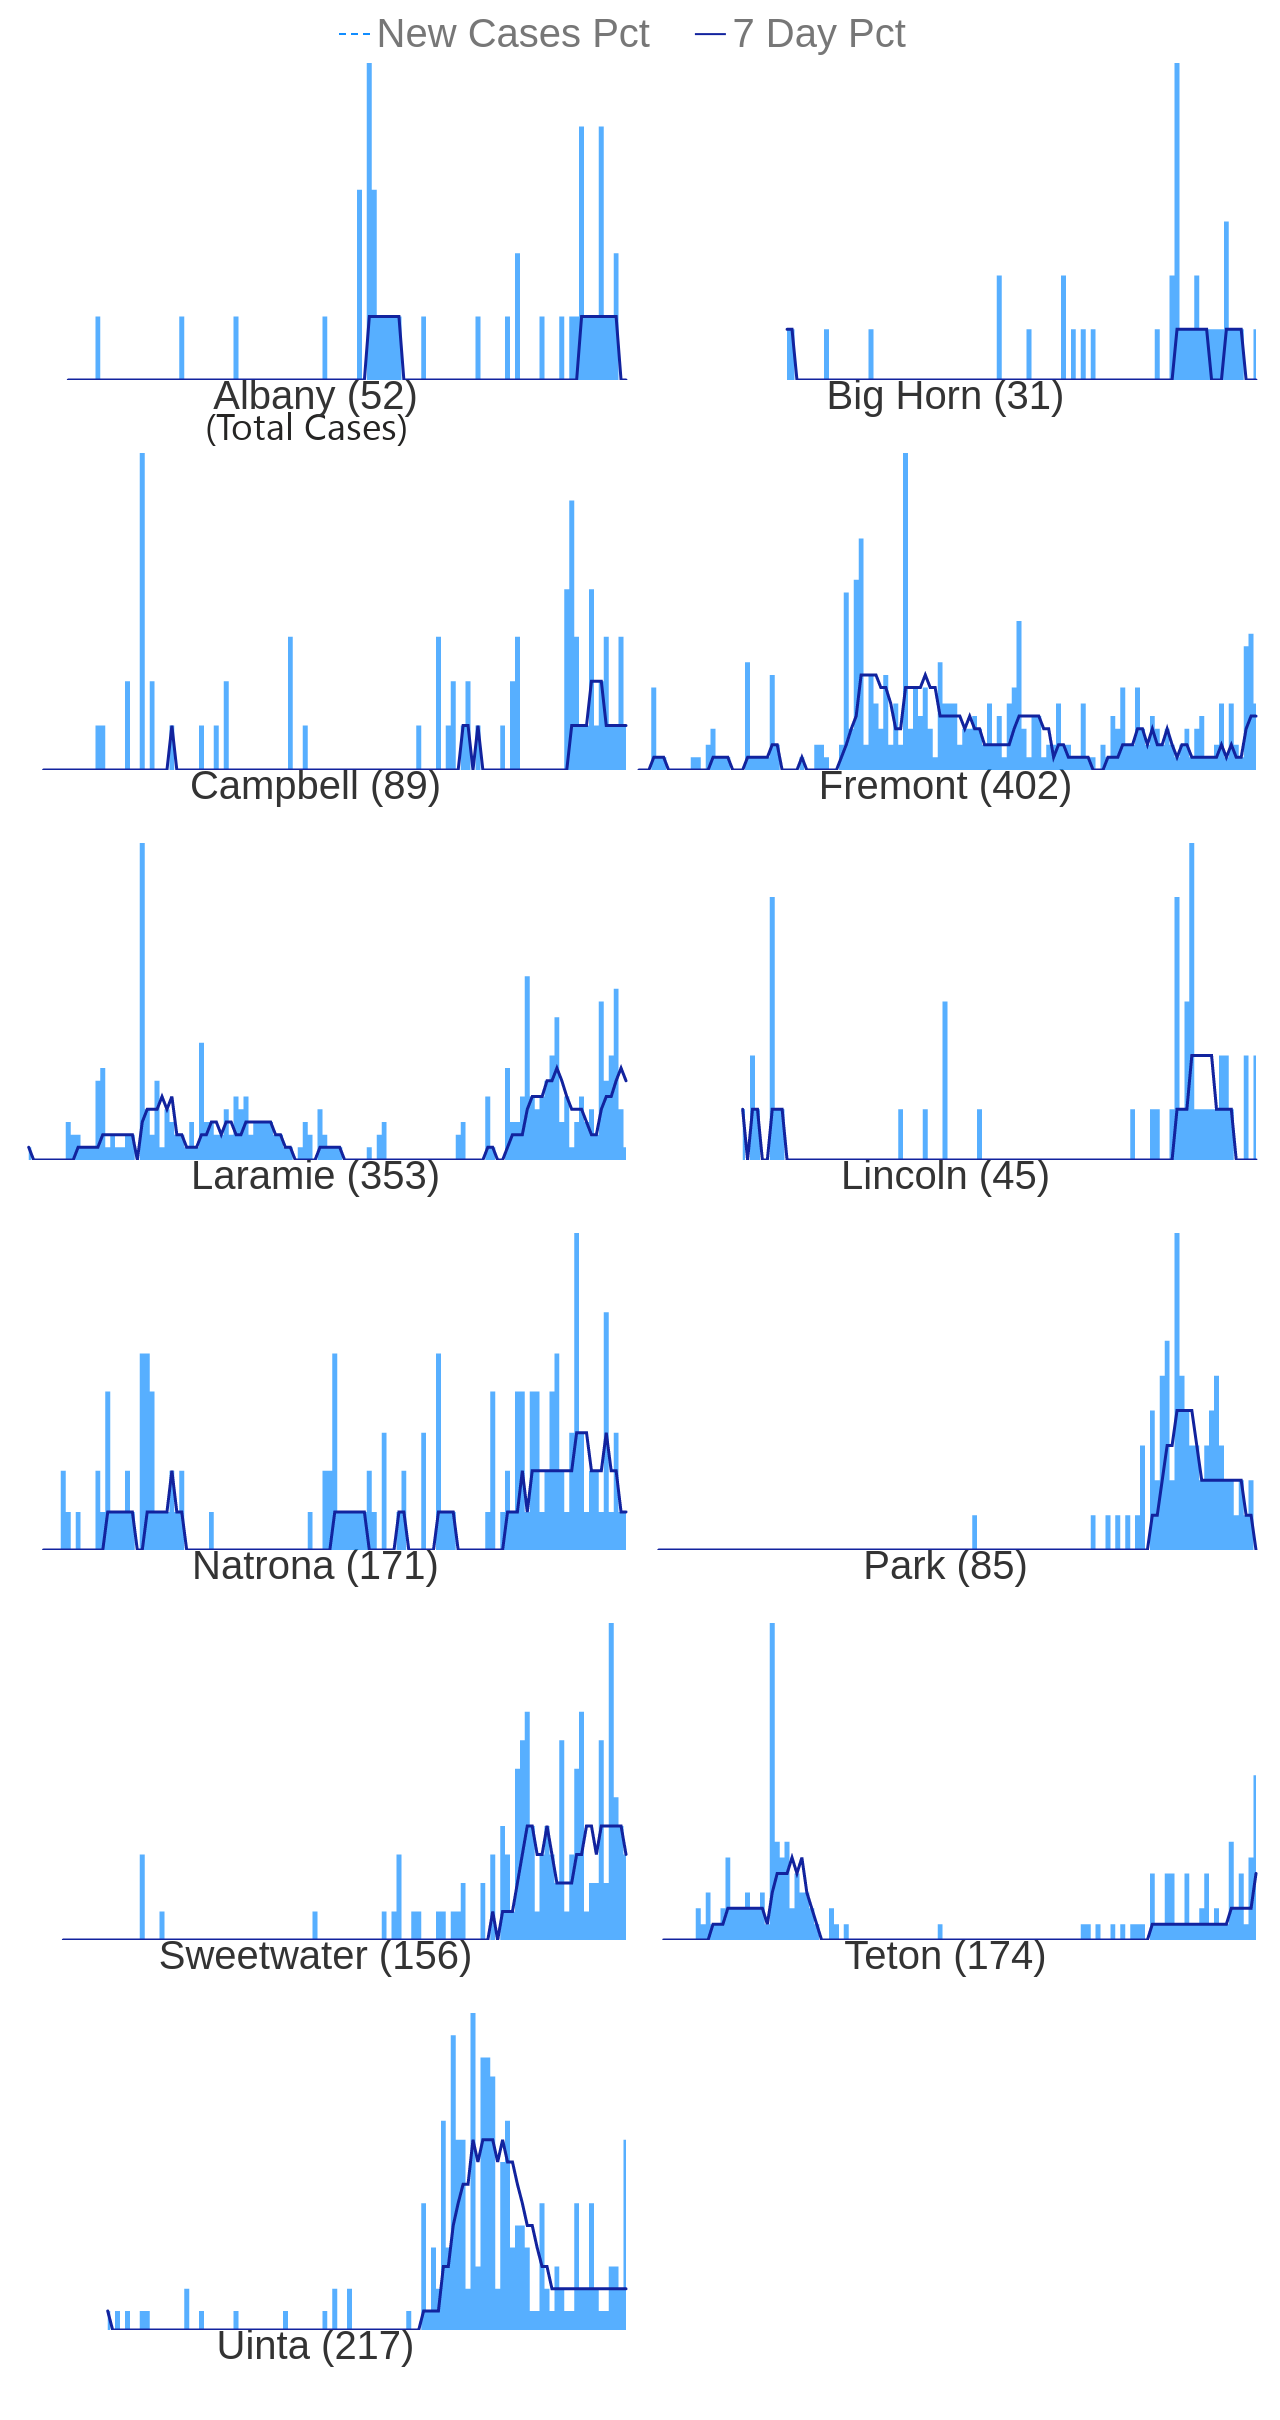 New Cases Pct 7 Day Pct
Albany (52) Big Horn (31)
(Total Cases)
Campbell (89) Fremont (402)
Laramie (353) Lincoln (45)
Natrona (171) Park (85)
Sweetwater (156) Teton (174)
Uinta (217)